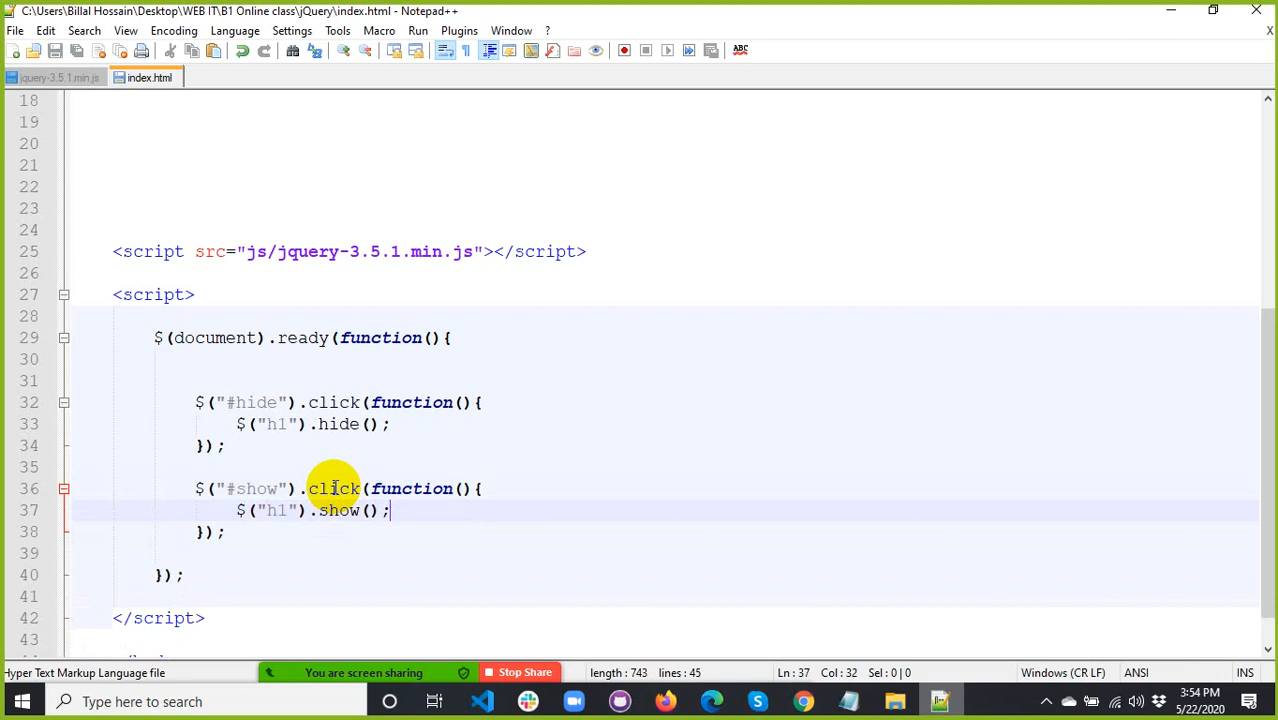 C:\Users\Billal Hossain\Desktop\WEB IT\B1 Online class\jQuery\index.html - Notepad++
File Edit Search View Encoding Language Settings Tools Macro Run Plugins Window ? X
ABC
jquery-3.5.1.min.js index.html
18
19
20
21
22
23
24
25 <script src="js/jquery-3.5.1.min.js"></script>
26
27 <script>
28
29 $(document).ready(function(){
30
31
32 $("#hide").click(function(){
33 $("h1").hide();
34 });
35
36 $("#show").click(function(){
37 $("h1").show();
38 });
39
40 });
41
42 </script>
43
Hyper Text Markup Language file You are screen sharing Stop Share length : 743 lines : 45 Ln : 37 Col : 32 Sel : 0 | 0 Windows (CR LF) ANSI INS
Type here to search 3:54 PM
5/22/2020